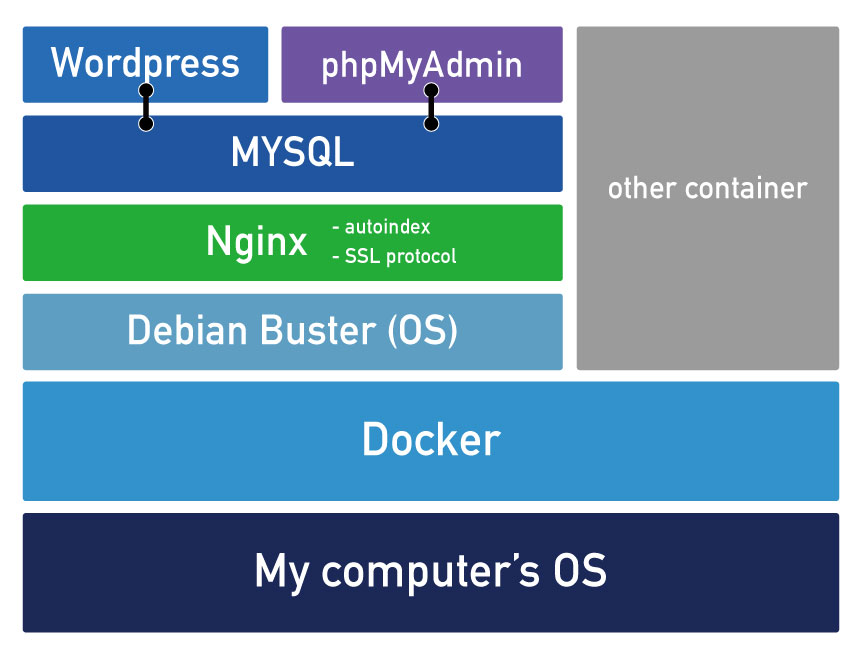 Wordpress
phpMyAdmin
MYSQL
other container
Nginx
- autoindex
- SSL protocol
Debian Buster (OS)
Docker
My computer’s OS